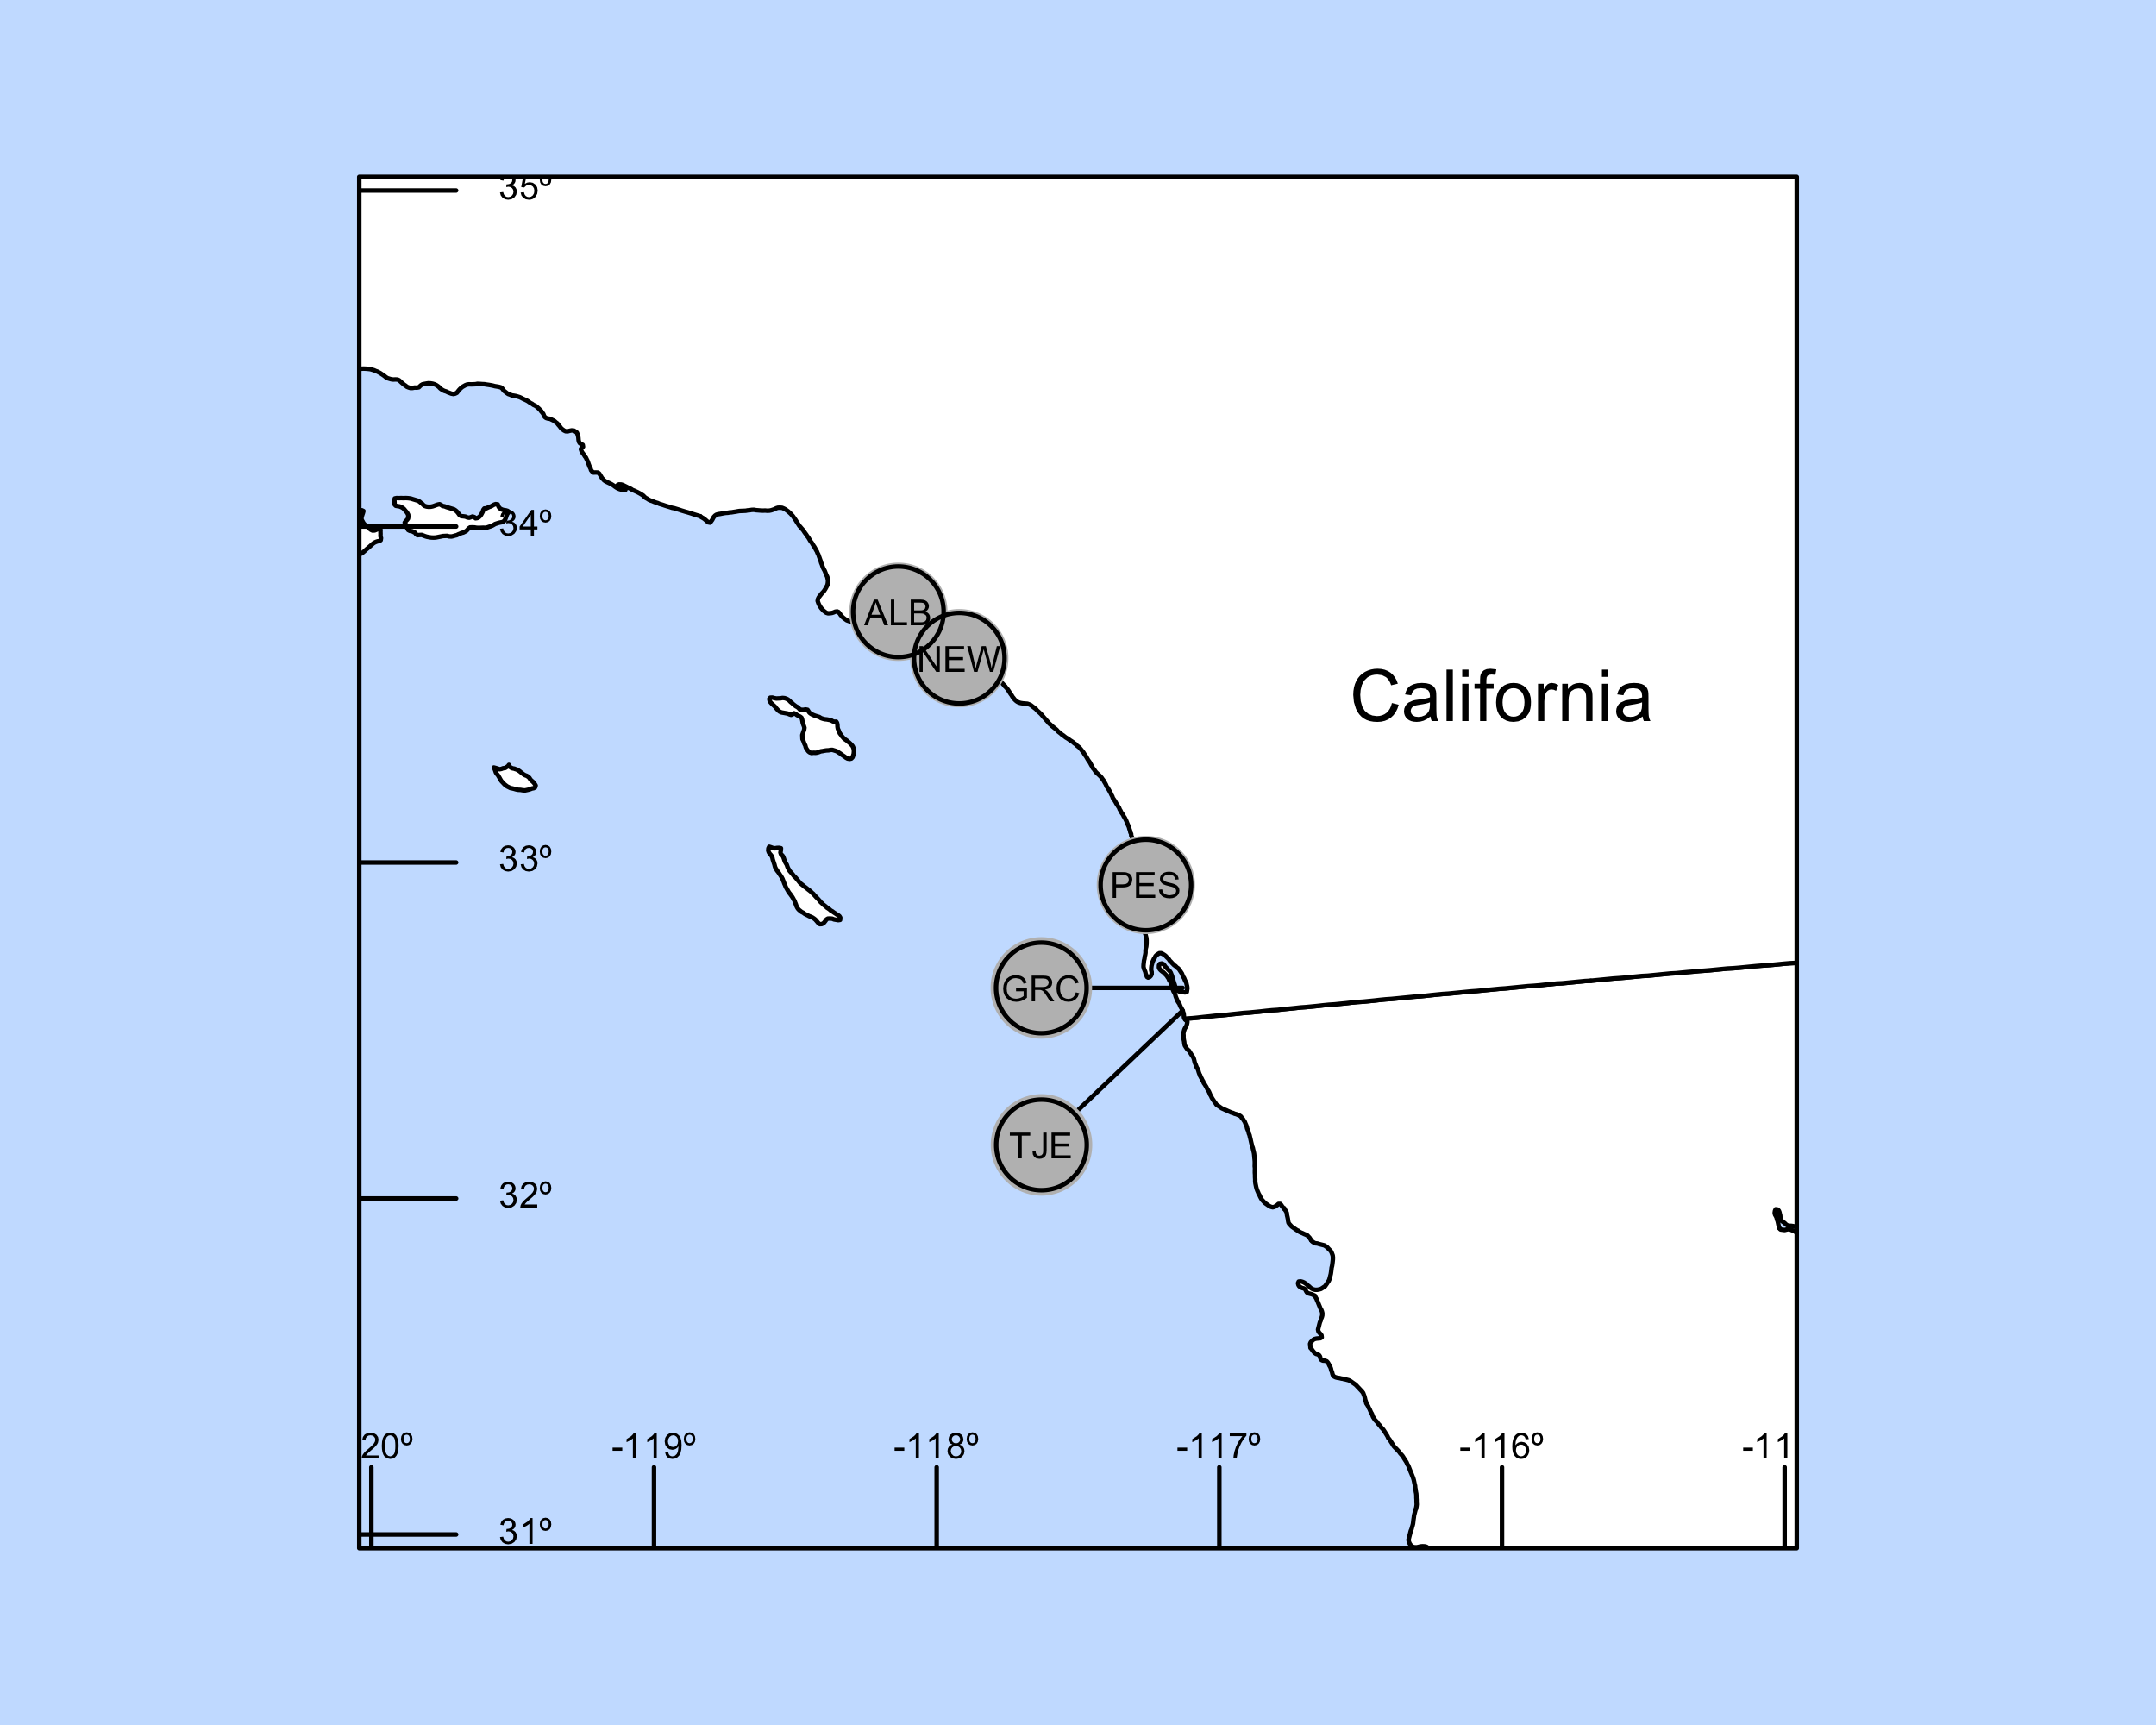 35º
34º
ALB
NEW
California
33º
PES
GRC
TJE
32º
20º
-119º
-118º
-117º
-116º
-11
31º